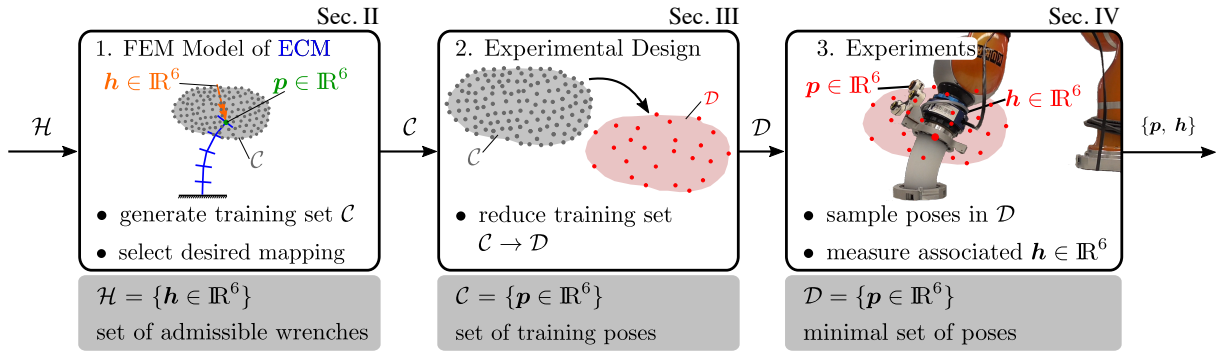 Sec. II
Sec. III
Sec. IV
1. FEM Model of ECM
h ∈ ℝ⁶
p ∈ ℝ⁶
𝒞
ℋ
• generate training set 𝒞
• select desired mapping
ℋ = {h ∈ ℝ⁶}
set of admissible wrenches
𝒞
2. Experimental Design
𝒟
𝒞
• reduce training set
𝒞 → 𝒟
𝒞 = {p ∈ ℝ⁶}
set of training poses
𝒟
3. Experiments
p ∈ ℝ⁶
h ∈ ℝ⁶
• sample poses in 𝒟
• measure associated h ∈ ℝ⁶
𝒟 = {p ∈ ℝ⁶}
minimal set of poses
{p, h}